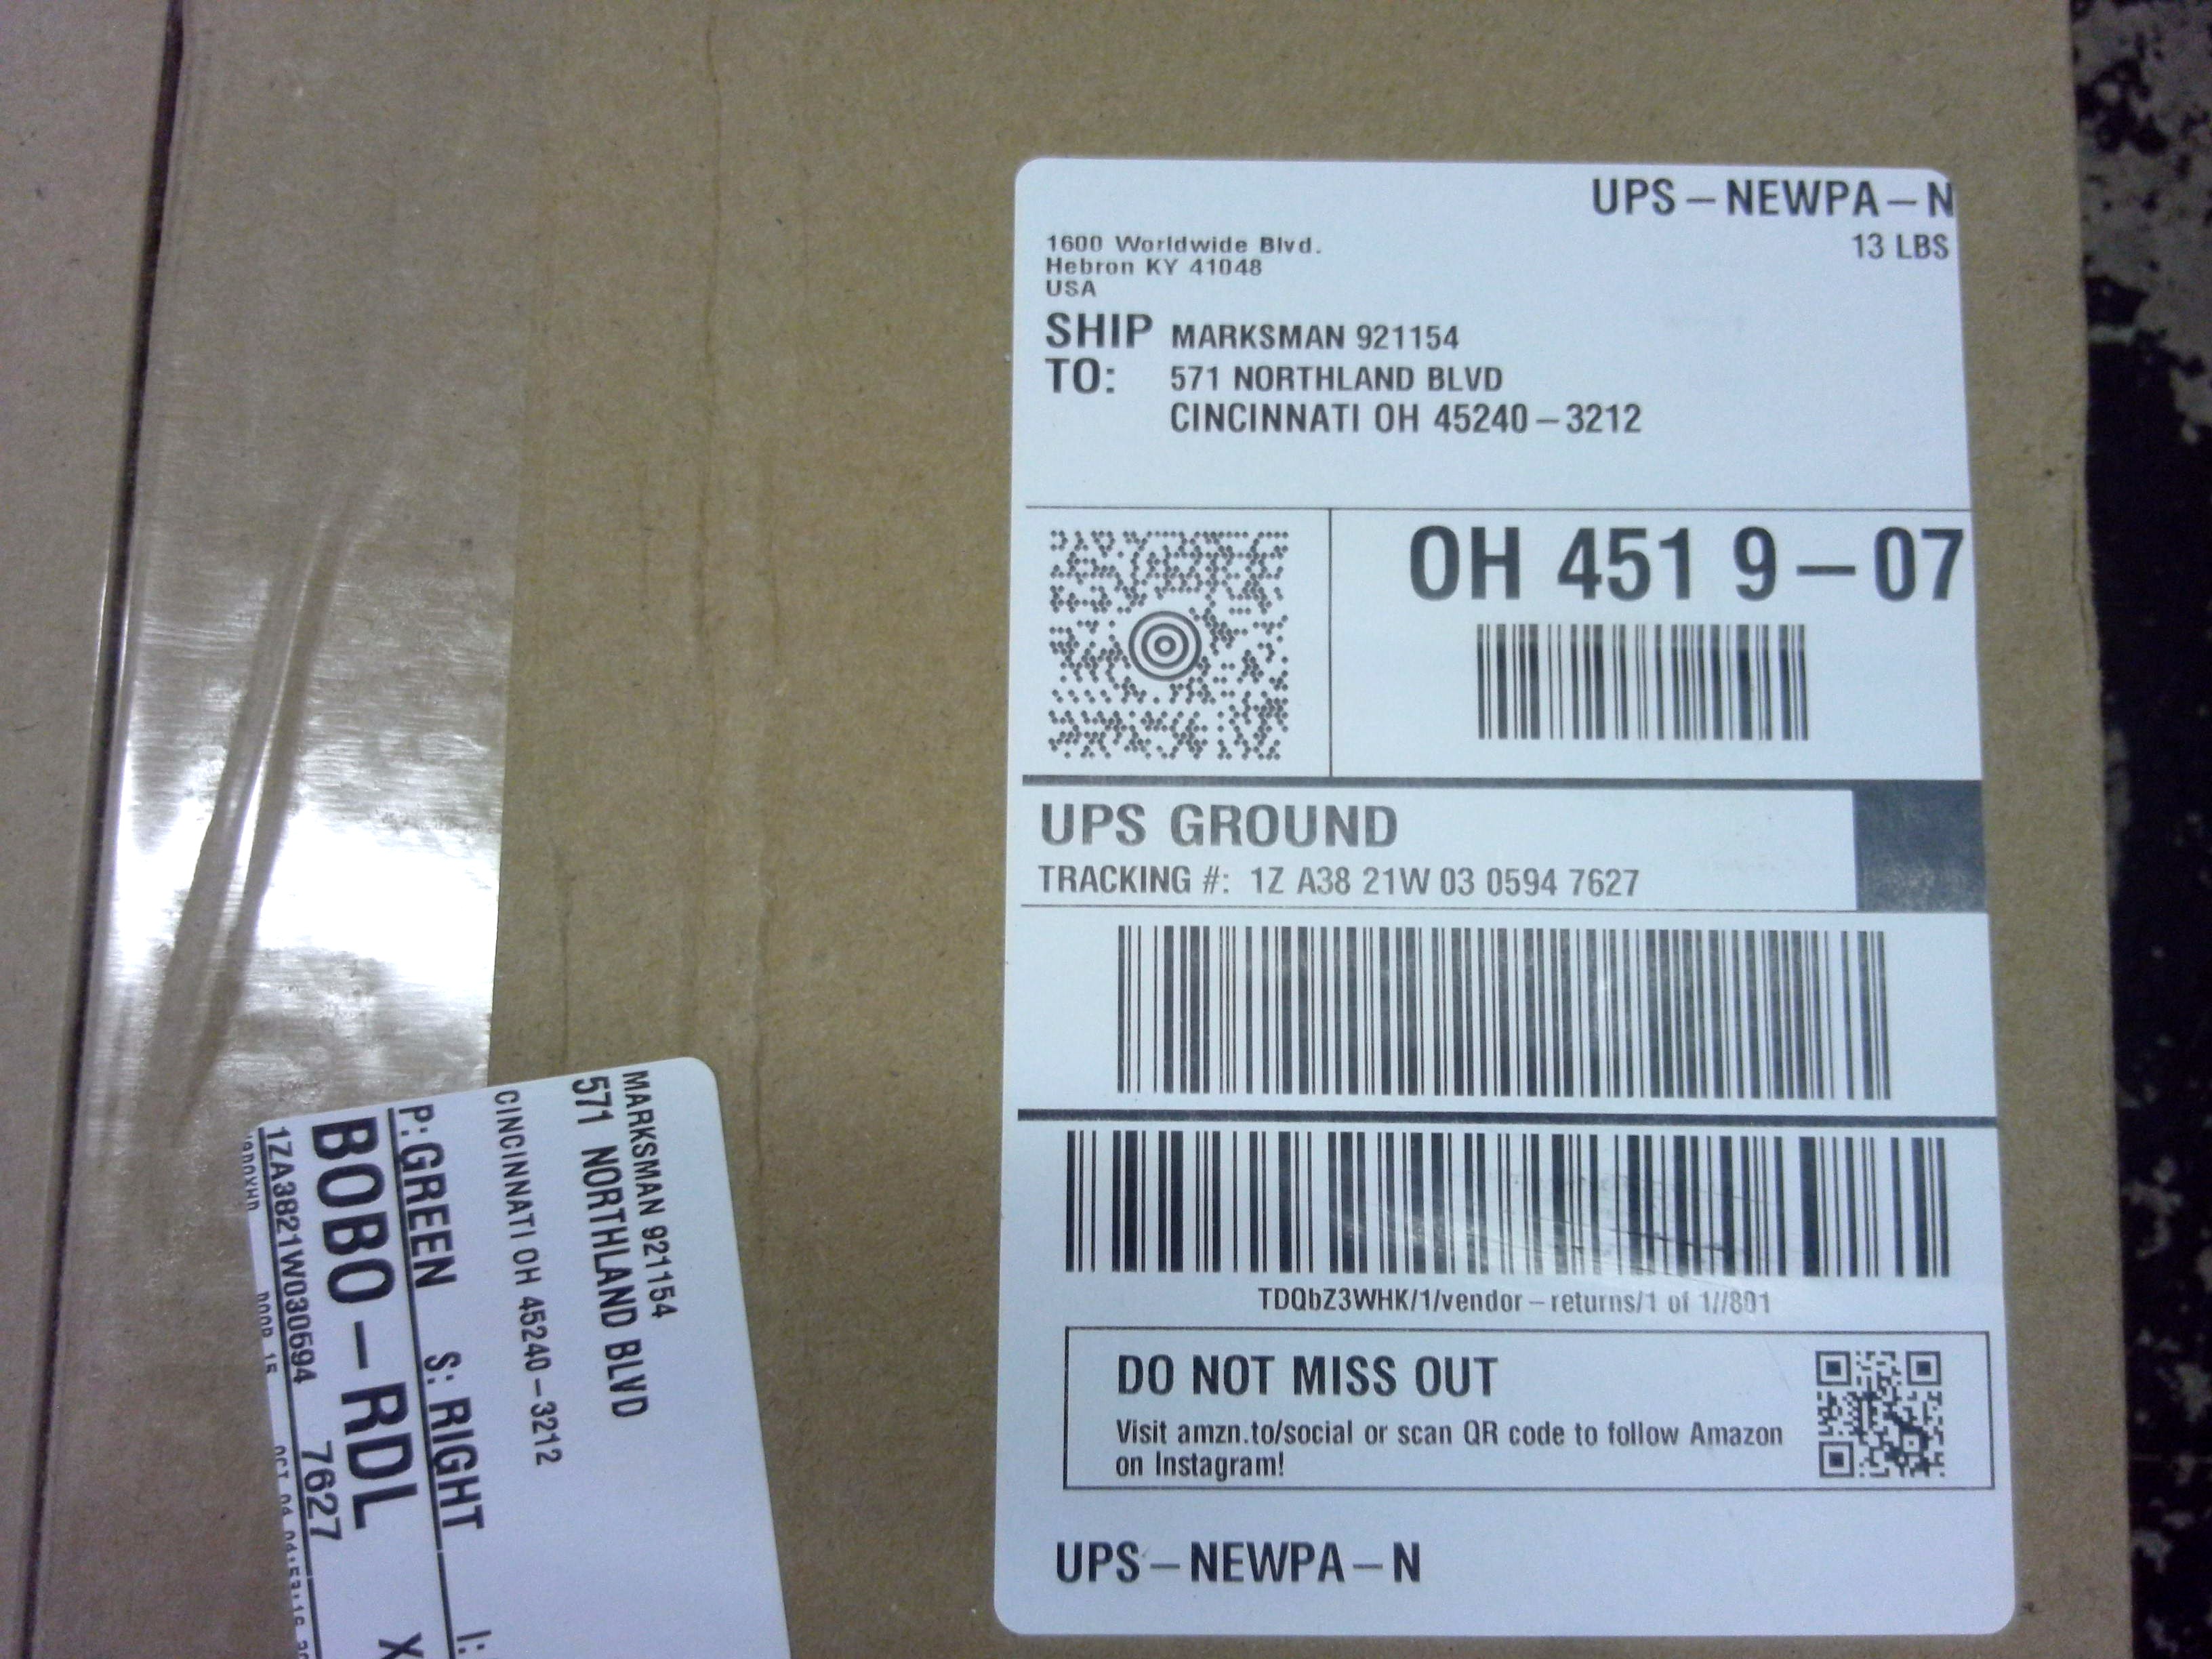 UPS – NEWPA – N
13 LBS
1600 Worldwide Blvd.
Hebron KY 41048
USA
SHIP TO:
MARKSMAN 921154
571 NORTHLAND BLVD
CINCINNATI OH 45240 – 3212
OH 451 9 – 07
UPS GROUND
TRACKING #: 1Z A38 21W 03 0594 7627
TDQbZ3WHK/1/vendor – returns/1 of 1//801
DO NOT MISS OUT
Visit amzn.to/social or scan QR code to follow Amazon
on Instagram!
UPS – NEWPA – N
MARKSMAN 921154
571 NORTHLAND BLVD
CINCINNATI OH 45240–3212
P: GREEN S: RIGHT I:
BOBO – RDL X
1ZA3821W030594 7627